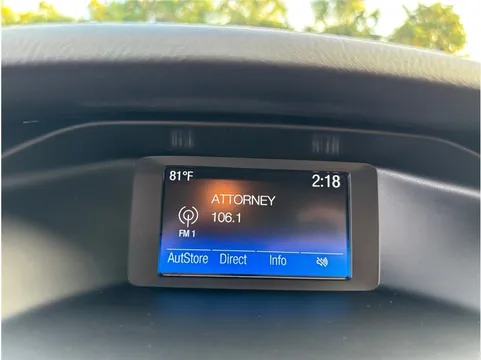 81°F 2:18
ATTORNEY
106.1
FM 1
AutStore Direct Info